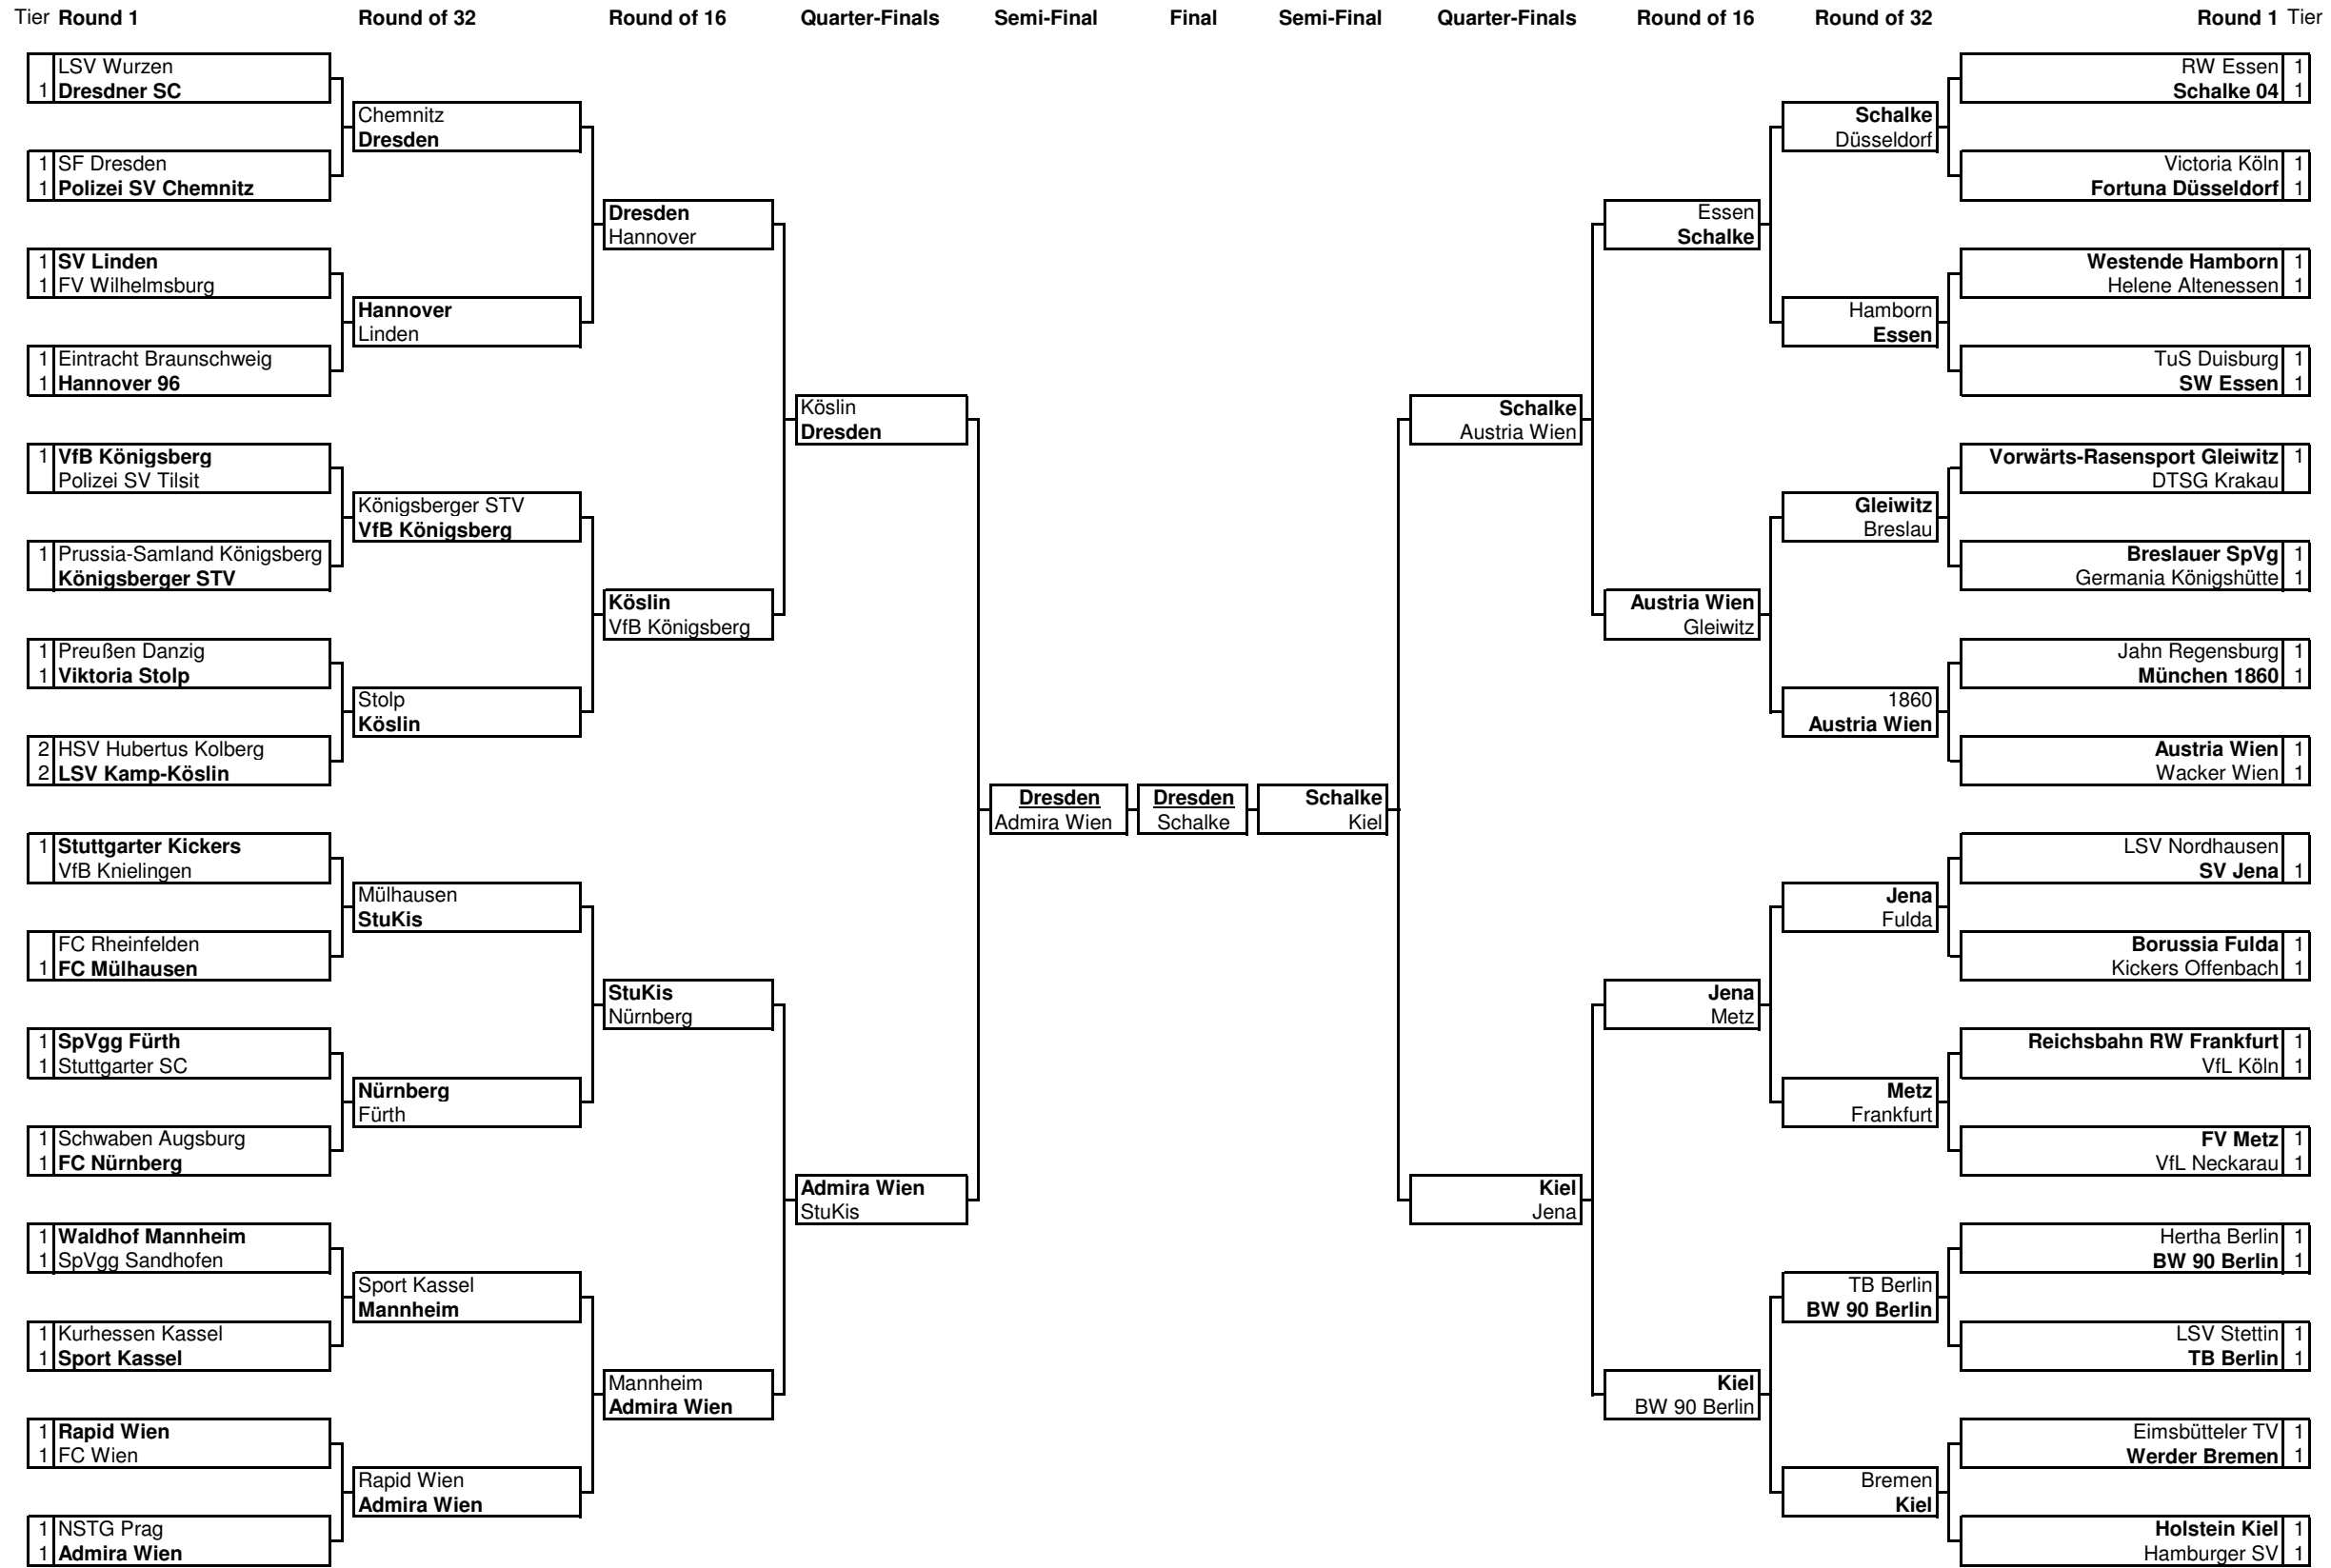 Tier Round 1 Round of 32 Round of 16 Quarter-Finals Semi-Final Final Semi-Final Quarter-Finals Round of 16 Round of 32 Round 1 Tier
LSV Wurzen
1 Dresdner SC
1 SF Dresden
1 Polizei SV Chemnitz
1 SV Linden
1 FV Wilhelmsburg
1 Eintracht Braunschweig
1 Hannover 96
1 VfB Königsberg
Polizei SV Tilsit
1 Prussia-Samland Königsberg
Königsberger STV
1 Preußen Danzig
1 Viktoria Stolp
2 HSV Hubertus Kolberg
2 LSV Kamp-Köslin
1 Stuttgarter Kickers
VfB Knielingen
FC Rheinfelden
1 FC Mülhausen
1 SpVgg Fürth
1 Stuttgarter SC
1 Schwaben Augsburg
1 FC Nürnberg
1 Waldhof Mannheim
1 SpVgg Sandhofen
1 Kurhessen Kassel
1 Sport Kassel
1 Rapid Wien
1 FC Wien
1 NSTG Prag
1 Admira Wien
Chemnitz
Dresden
Hannover
Linden
Königsberger STV
VfB Königsberg
Stolp
Köslin
Mülhausen
StuKis
Nürnberg
Fürth
Sport Kassel
Mannheim
Rapid Wien
Admira Wien
Dresden
Hannover
Köslin
VfB Königsberg
StuKis
Nürnberg
Mannheim
Admira Wien
Köslin
Dresden
Admira Wien
StuKis
Dresden
Admira Wien
Dresden
Schalke
Schalke
Kiel
Schalke
Austria Wien
Kiel
Jena
Essen
Schalke
Austria Wien
Gleiwitz
Jena
Metz
Kiel
BW 90 Berlin
Schalke
Düsseldorf
Hamborn
Essen
Gleiwitz
Breslau
1860
Austria Wien
Jena
Fulda
Metz
Frankfurt
TB Berlin
BW 90 Berlin
Bremen
Kiel
RW Essen 1
Schalke 04 1
Victoria Köln 1
Fortuna Düsseldorf 1
Westende Hamborn 1
Helene Altenessen 1
TuS Duisburg 1
SW Essen 1
Vorwärts-Rasensport Gleiwitz 1
DTSG Krakau
Breslauer SpVg 1
Germania Königshütte 1
Jahn Regensburg 1
München 1860 1
Austria Wien 1
Wacker Wien 1
LSV Nordhausen
SV Jena 1
Borussia Fulda 1
Kickers Offenbach 1
Reichsbahn RW Frankfurt 1
VfL Köln 1
FV Metz 1
VfL Neckarau 1
Hertha Berlin 1
BW 90 Berlin 1
LSV Stettin 1
TB Berlin 1
Eimsbütteler TV 1
Werder Bremen 1
Holstein Kiel 1
Hamburger SV 1